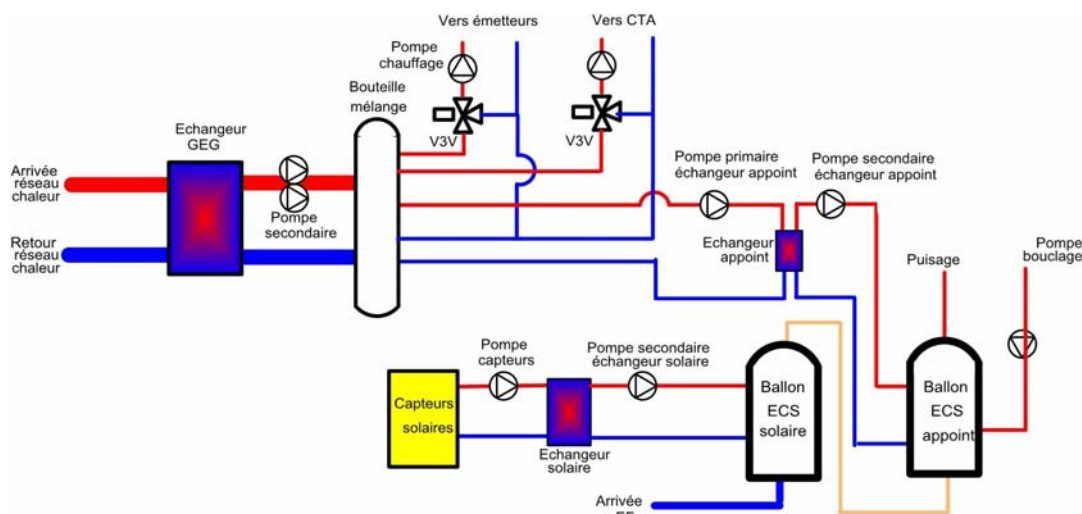 Vers émetteurs
Vers CTA
Pompe
chauffage
Bouteille
mélange
V3V
V3V
Echangeur
GEG
Arrivée
réseau
chaleur
Pompe
secondaire
Retour
réseau
chaleur
Pompe primaire
échangeur appoint
Pompe secondaire
échangeur appoint
Echangeur
appoint
Puisage
Pompe
bouclage
Pompe
capteurs
Pompe secondaire
échangeur solaire
Capteurs
solaires
Echangeur
solaire
Ballon
ECS
solaire
Ballon
ECS
appoint
Arrivée